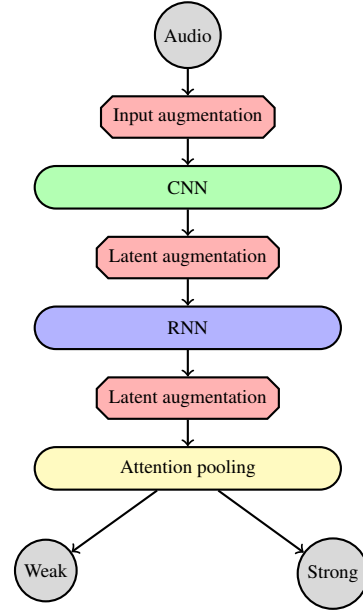 Audio
Input augmentation
CNN
Latent augmentation
RNN
Latent augmentation
Attention pooling
Weak
Strong